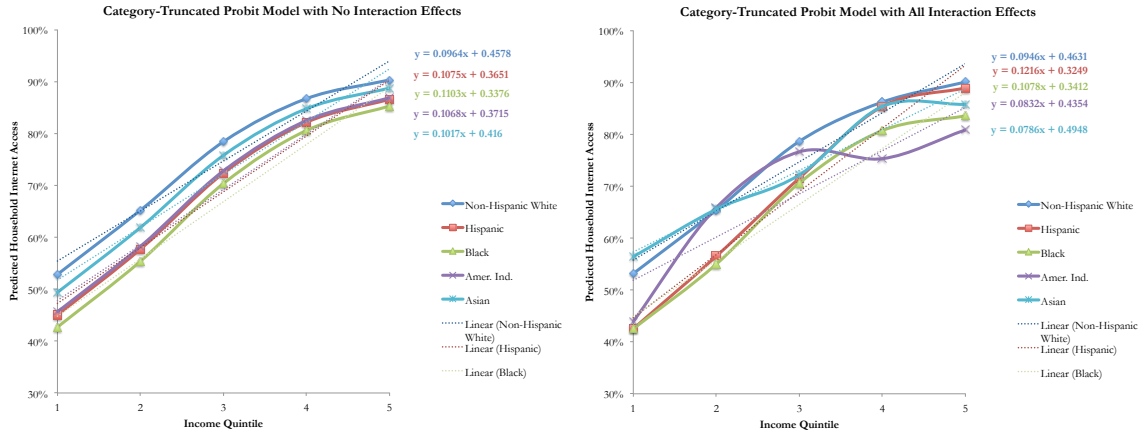 Category-Truncated Probit Model with No Interaction Effects
Predicted Household Internet Access
100%
90%
80%
70%
60%
50%
40%
30%
1 2 3 4 5
Income Quintile
y = 0.0964x + 0.4578
y = 0.1075x + 0.3651
y = 0.1103x + 0.3376
y = 0.1068x + 0.3715
y = 0.1017x + 0.416
Non-Hispanic White
Hispanic
Black
Amer. Ind.
Asian
Linear (Non-Hispanic
White)
Linear (Hispanic)
Linear (Black)
Category-Truncated Probit Model with All Interaction Effects
Predicted Household Internet Access
100%
90%
80%
70%
60%
50%
40%
30%
1 2 3 4 5
Income Quintile
y = 0.0946x + 0.4631
y = 0.1216x + 0.3249
y = 0.1078x + 0.3412
y = 0.0832x + 0.4354
y = 0.0786x + 0.4948
Non-Hispanic White
Hispanic
Black
Amer. Ind.
Asian
Linear (Non-Hispanic
White)
Linear (Hispanic)
Linear (Black)